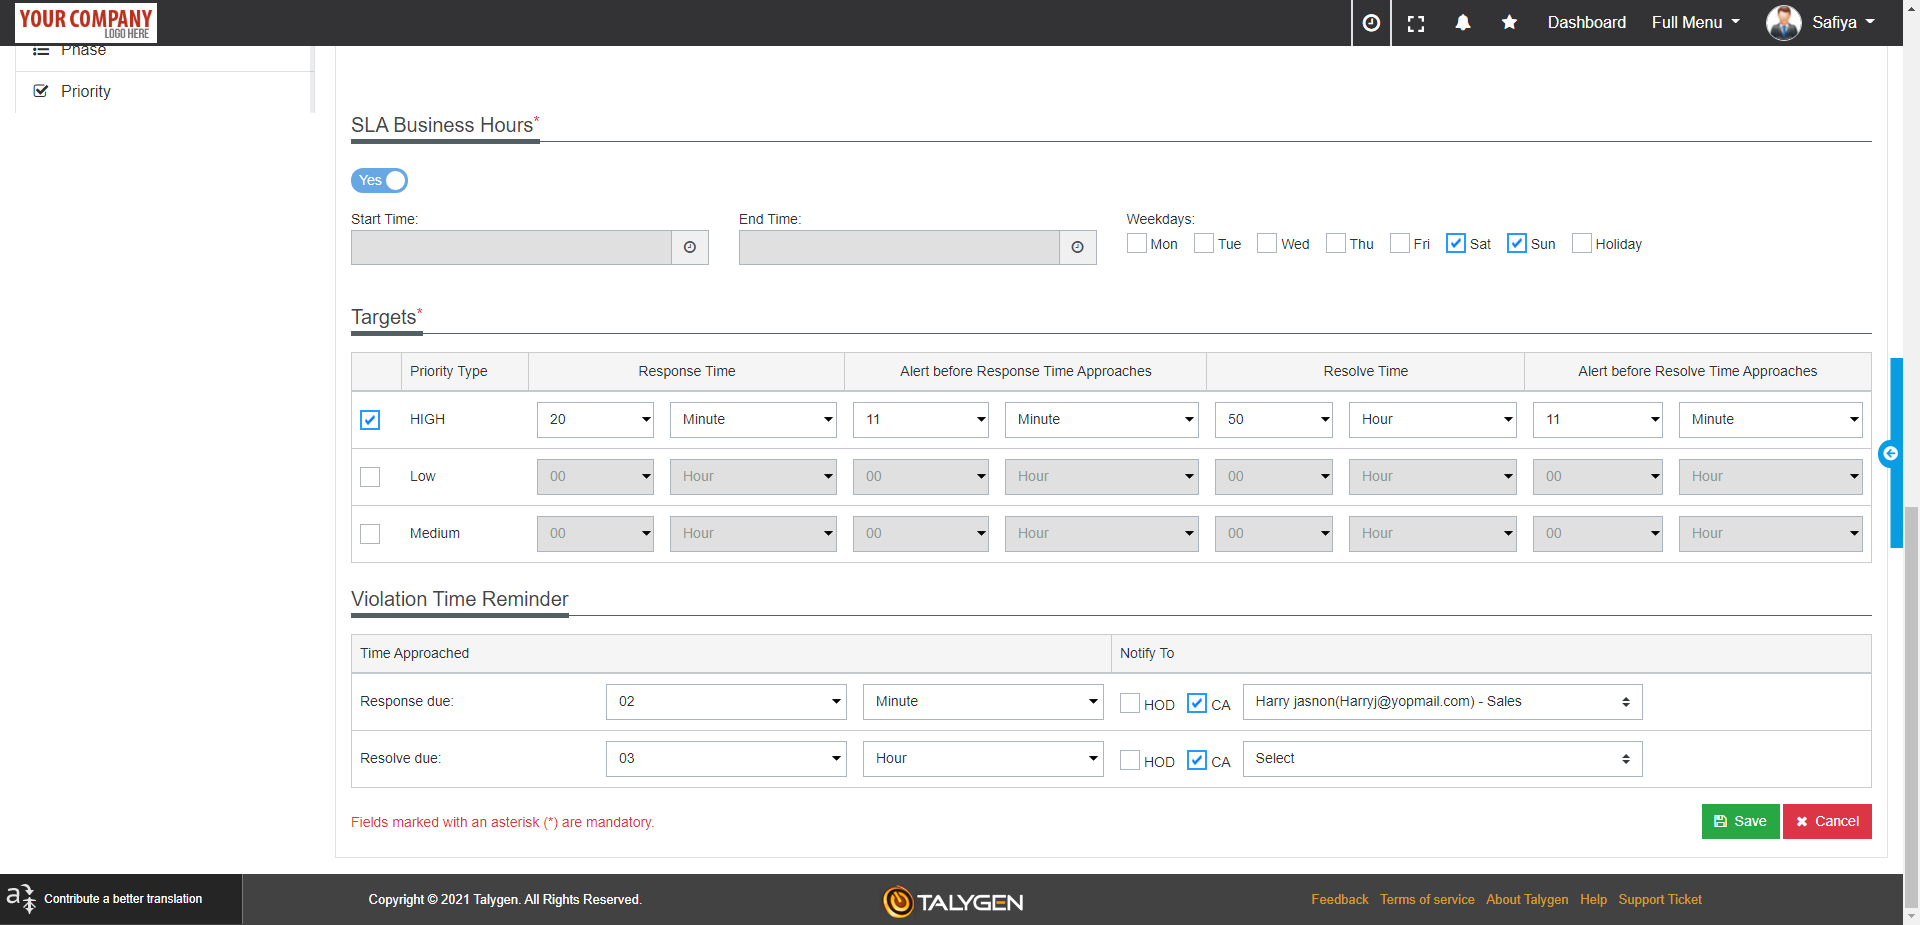 YOUR COMPANY
LOGO HERE
Dashboard
Full Menu
Safiya
Phase
Priority
SLA Business Hours*
Yes
Start Time:
End Time:
Weekdays:
Mon Tue Wed Thu Fri Sat Sun Holiday
Targets*
Priority Type Response Time Alert before Response Time Approaches Resolve Time Alert before Resolve Time Approaches
HIGH 20 Minute 11 Minute 50 Hour 11 Minute
Low 00 Hour 00 Hour 00 Hour 00 Hour
Medium 00 Hour 00 Hour 00 Hour 00 Hour
Violation Time Reminder
Time Approached Notify To
Response due: 02 Minute HOD CA Harry jasnon(Harryj@yopmail.com) - Sales
Resolve due: 03 Hour HOD CA Select
Fields marked with an asterisk (*) are mandatory.
Save Cancel
Contribute a better translation
Copyright © 2021 Talygen. All Rights Reserved.
TALYGEN
Feedback Terms of service About Talygen Help Support Ticket